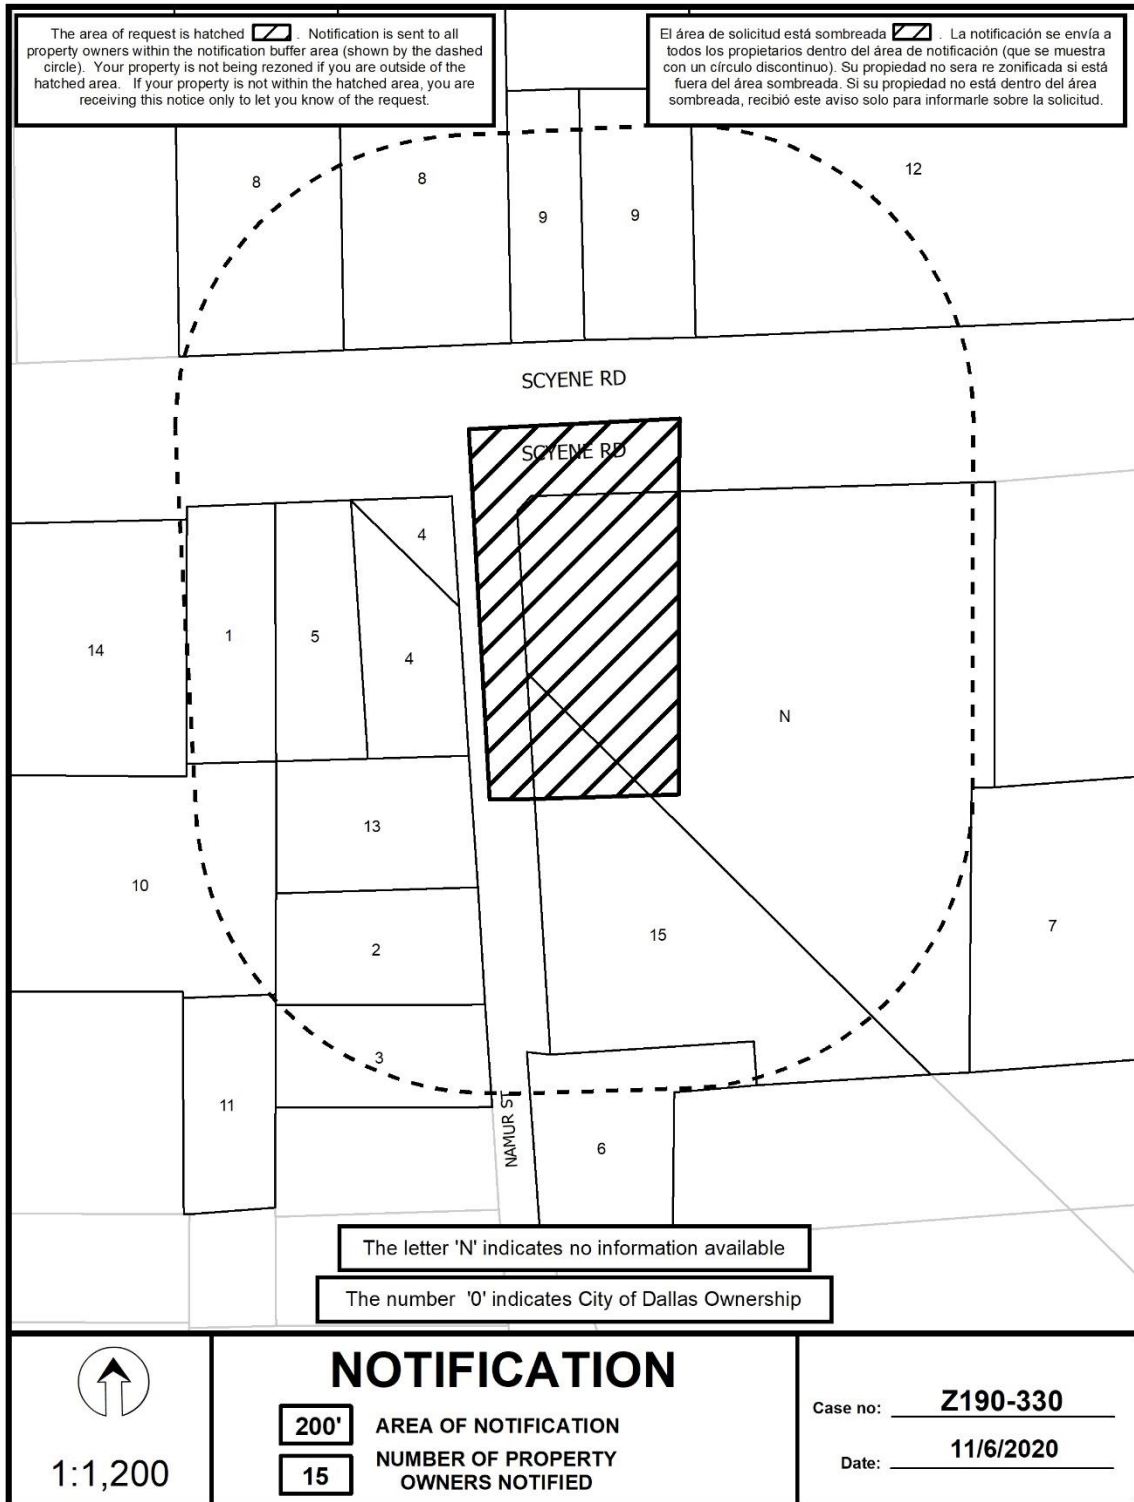 The area of request is hatched . Notification is sent to all
property owners within the notification buffer area (shown by the dashed
circle). Your property is not being rezoned if you are outside of the
hatched area. If your property is not within the hatched area, you are
receiving this notice only to let you know of the request.
El área de solicitud está sombreada . La notificación se envía a
todos los propietarios dentro del área de notificación (que se muestra
con un círculo discontinuo). Su propiedad no sera re zonificada si está
fuera del área sombreada. Si su propiedad no está dentro del área
sombreada, recibió este aviso solo para informarle sobre la solicitud.
8
8
9
9
12
SCYENE RD
SCYENE RD
4
14
1
5
4
N
13
10
2
15
7
3
11
NAMUR ST
6
The letter 'N' indicates no information available
The number '0' indicates City of Dallas Ownership
1:1,200
NOTIFICATION
200' AREA OF NOTIFICATION
15 NUMBER OF PROPERTY
OWNERS NOTIFIED
Case no: Z190-330
Date: 11/6/2020